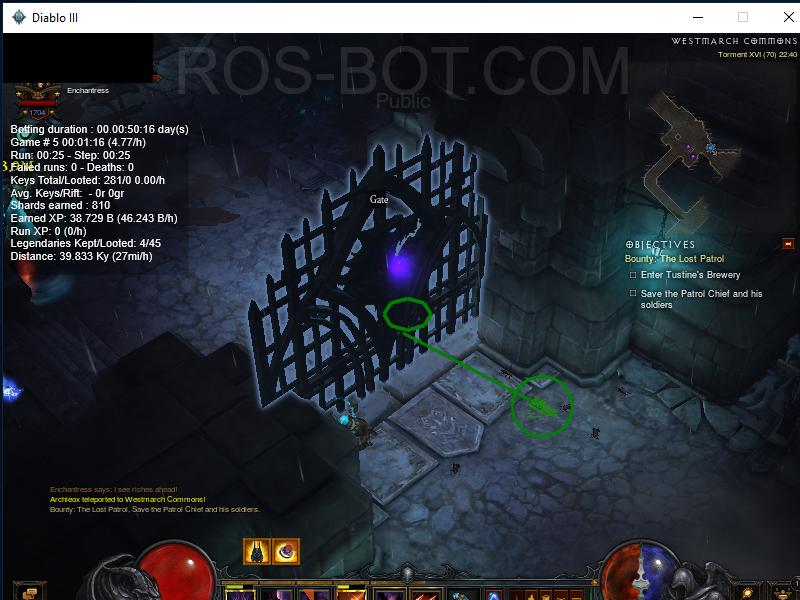 Diablo III
ROS-BOT.COM
Public
WESTMARCH COMMONS
Torment XVI (70) 22:40
Enchantress
1704
Botting duration : 00.00:50:16 day(s)
Game # 5 00:01:16 (4.77/h)
Run: 00:25 - Step: 00:25
Failed runs: 0 - Deaths: 0
Keys Total/Looted: 281/0 0.00/h
Avg. Keys/Rift: - 0r 0gr
Shards earned : 810
Earned XP: 38.729 B (46.243 B/h)
Run XP: 0 (0/h)
Legendaries Kept/Looted: 4/45
Distance: 39.833 Ky (27mi/h)
Gate
OBJECTIVES
Bounty: The Lost Patrol
Enter Tustine's Brewery
Save the Patrol Chief and his
soldiers
Enchantress says: I see riches ahead!
Archleox teleported to Westmarch Commons!
Bounty: The Lost Patrol. Save the Patrol Chief and his soldiers.